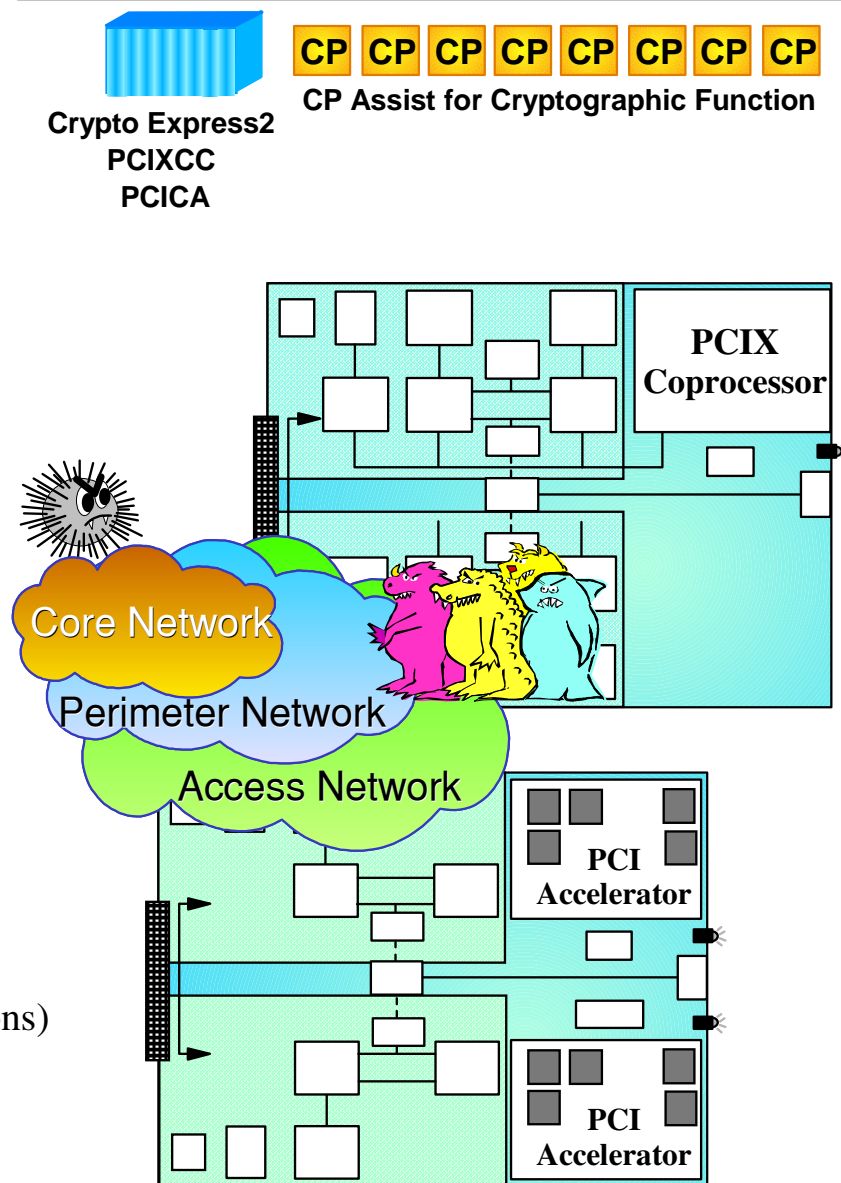 CP CP CP CP CP CP CP CP
CP Assist for Cryptographic Function
Crypto Express2
PCIXCC
PCICA
PCIX
Coprocessor
Core Network
Perimeter Network
Access Network
PCI
Accelerator
ns)
PCI
Accelerator